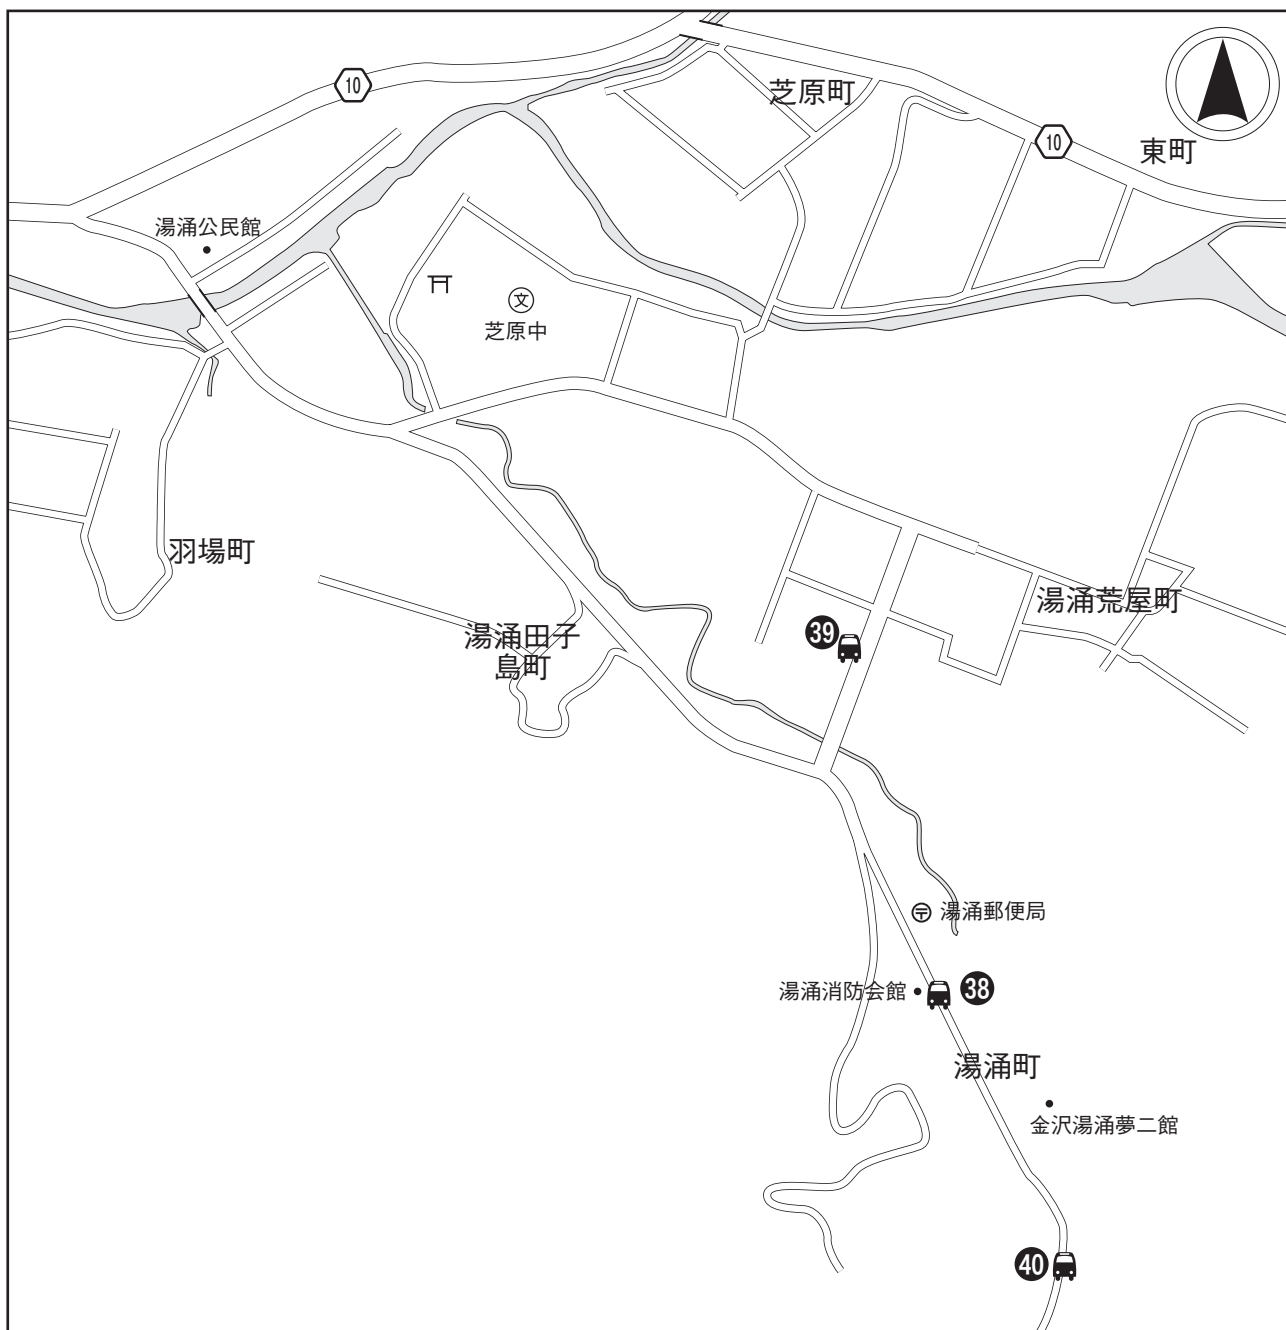 10
芝原町
10
東町
湯涌公民館
文
芝原中
羽場町
湯涌荒屋町
39
湯涌田子
島町
〒 湯涌郵便局
湯涌消防会館
38
湯涌町
金沢湯涌夢二館
40